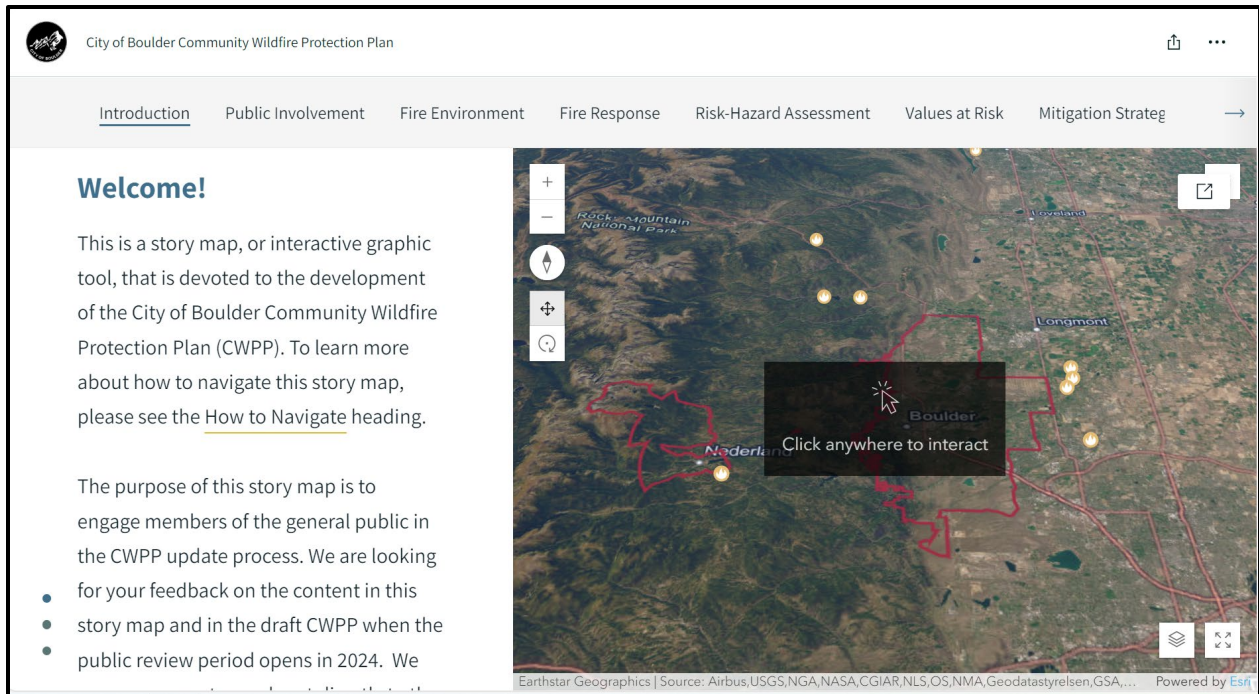 City of Boulder Community Wildfire Protection Plan
Introduction Public Involvement Fire Environment Fire Response Risk-Hazard Assessment Values at Risk Mitigation Strateg
Welcome!
This is a story map, or interactive graphic
tool, that is devoted to the development
of the City of Boulder Community Wildfire
Protection Plan (CWPP). To learn more
about how to navigate this story map,
please see the How to Navigate heading.
The purpose of this story map is to
engage members of the general public in
the CWPP update process. We are looking
for your feedback on the content in this
story map and in the draft CWPP when the
public review period opens in 2024. We
Rocky Mountain
National Park
Loveland
Longmont
Boulder
Nederland
Click anywhere to interact
Earthstar Geographics | Source: Airbus,USGS,NGA,NASA,CGIAR,NLS,OS,NMA,Geodatastyrelsen,GSA,...
Powered by Esri